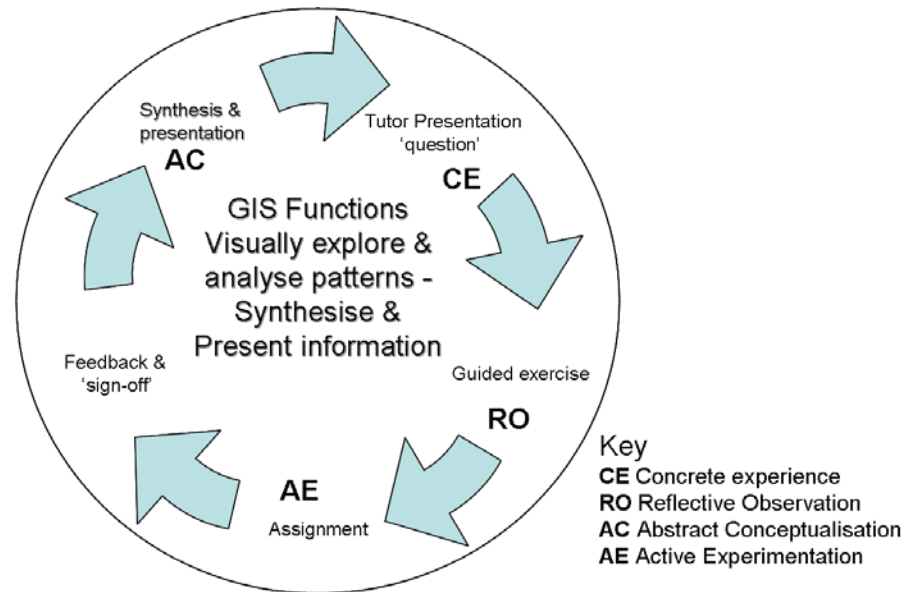 Synthesis &
presentation
AC
Tutor Presentation
'question'
CE
GIS Functions
Visually explore &
analyse patterns -
Synthesise &
Present information
Guided exercise
RO
Feedback &
'sign-off'
AE
Assignment
Key
CE Concrete experience
RO Reflective Observation
AC Abstract Conceptualisation
AE Active Experimentation